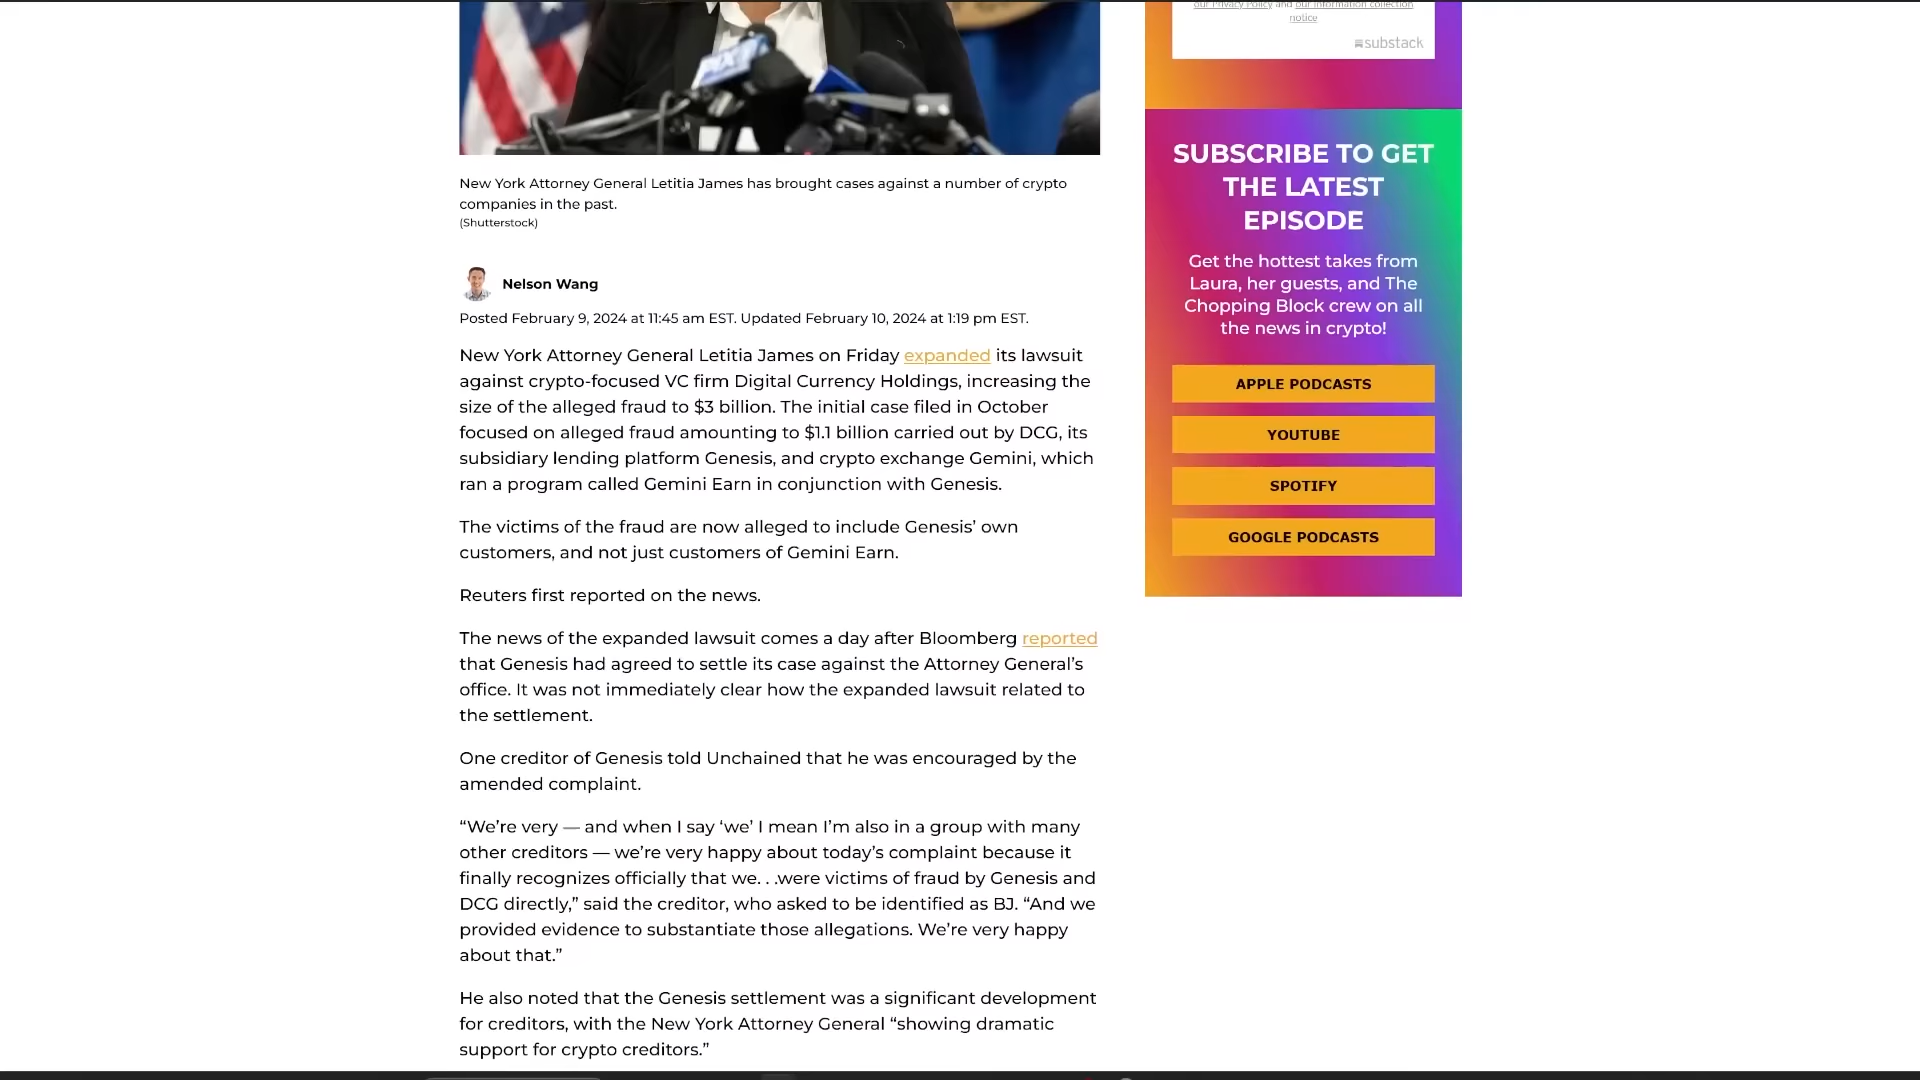 our Privacy Policy and our information collection
notice
substack
New York Attorney General Letitia James has brought cases against a number of crypto
companies in the past.
(Shutterstock)
Nelson Wang
Posted February 9, 2024 at 11:45 am EST. Updated February 10, 2024 at 1:19 pm EST.
New York Attorney General Letitia James on Friday expanded its lawsuit
against crypto-focused VC firm Digital Currency Holdings, increasing the
size of the alleged fraud to $3 billion. The initial case filed in October
focused on alleged fraud amounting to $1.1 billion carried out by DCG, its
subsidiary lending platform Genesis, and crypto exchange Gemini, which
ran a program called Gemini Earn in conjunction with Genesis.
The victims of the fraud are now alleged to include Genesis’ own
customers, and not just customers of Gemini Earn.
Reuters first reported on the news.
The news of the expanded lawsuit comes a day after Bloomberg reported
that Genesis had agreed to settle its case against the Attorney General’s
office. It was not immediately clear how the expanded lawsuit related to
the settlement.
One creditor of Genesis told Unchained that he was encouraged by the
amended complaint.
“We’re very — and when I say ‘we’ I mean I’m also in a group with many
other creditors — we’re very happy about today’s complaint because it
finally recognizes officially that we. . .were victims of fraud by Genesis and
DCG directly,” said the creditor, who asked to be identified as BJ. “And we
provided evidence to substantiate those allegations. We’re very happy
about that.”
He also noted that the Genesis settlement was a significant development
for creditors, with the New York Attorney General “showing dramatic
support for crypto creditors.”
SUBSCRIBE TO GET
THE LATEST
EPISODE
Get the hottest takes from
Laura, her guests, and The
Chopping Block crew on all
the news in crypto!
APPLE PODCASTS
YOUTUBE
SPOTIFY
GOOGLE PODCASTS